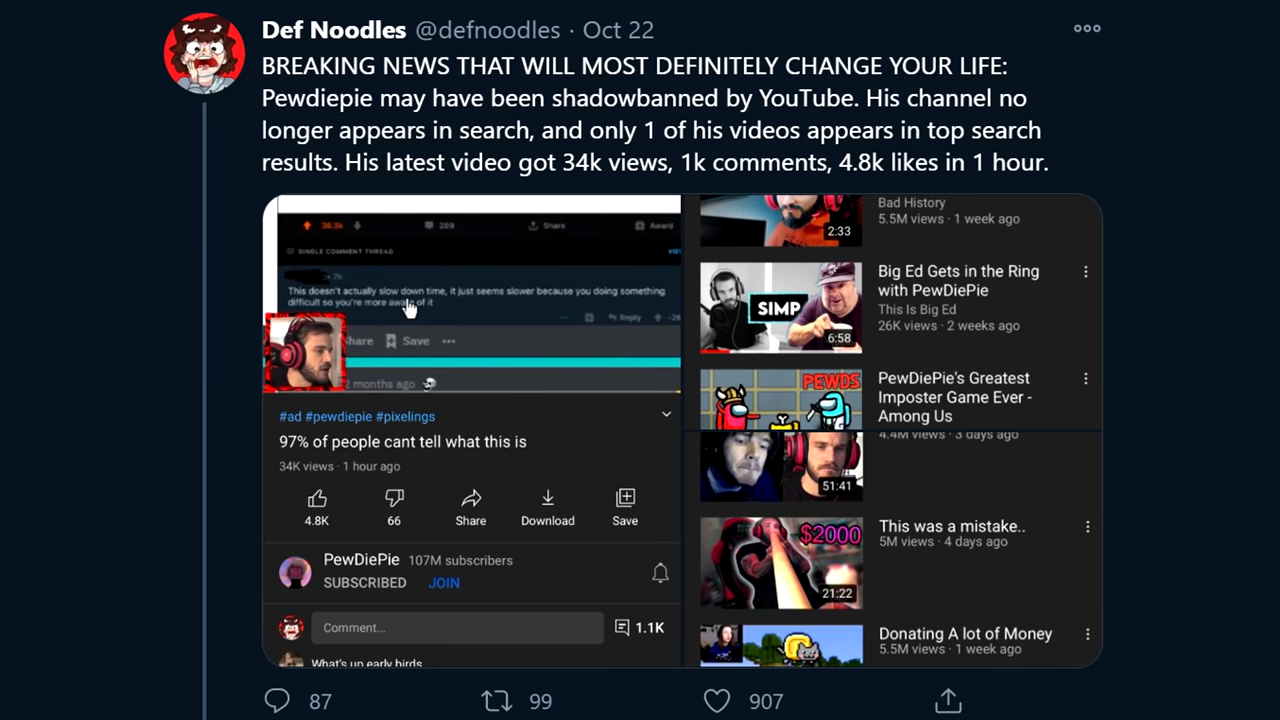 Def Noodles @defnoodles · Oct 22
BREAKING NEWS THAT WILL MOST DEFINITELY CHANGE YOUR LIFE:
Pewdiepie may have been shadowbanned by YouTube. His channel no
longer appears in search, and only 1 of his videos appears in top search
results. His latest video got 34k views, 1k comments, 4.8k likes in 1 hour.
36.3k 289 Share Award
SINGLE COMMENT THREAD
This doesn't actually slow down time, it just seems slower because you doing something
difficult so you're more aware of it
Reply
hare Save
2 months ago
#ad #pewdiepie #pixelings
97% of people cant tell what this is
34K views · 1 hour ago
4.8K 66 Share Download Save
PewDiePie 107M subscribers
SUBSCRIBED JOIN
Comment... 1.1K
What's up early birds
Bad History
5.5M views · 1 week ago
2:33
Big Ed Gets in the Ring
with PewDiePie
This Is Big Ed
26K views · 2 weeks ago
SIMP
6:58
PewDiePie's Greatest
Imposter Game Ever -
Among Us
PEWDS
4.4M views · 3 days ago
51:41
This was a mistake..
5M views · 4 days ago
$2000
21:22
Donating A lot of Money
5.5M views · 1 week ago
87 99 907